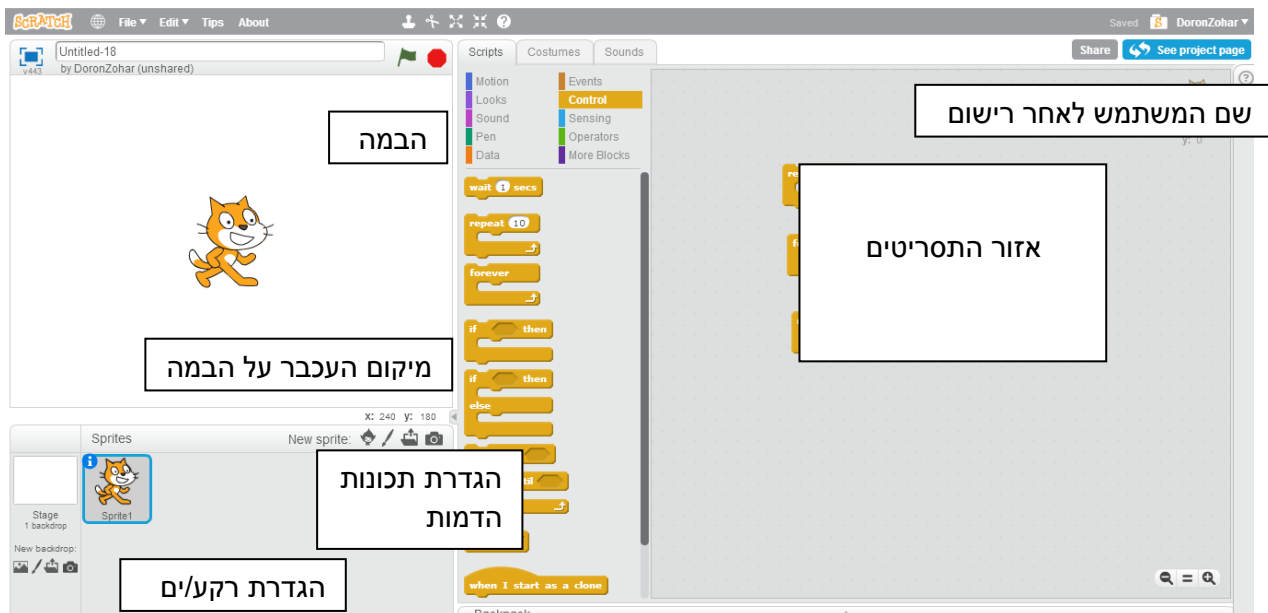 SCRATCH File Edit Tips About Saved DoronZohar
Untitled-18
by DoronZohar (unshared)
v443
Scripts Costumes Sounds
Share See project page
Motion Events
Looks Control
Sound Sensing
Pen Operators
Data More Blocks
שם המשתמש לאחר רישום
y: 0
הבמה
wait 1 secs
repeat 10
forever
if then
if then
else
when I start as a clone
אזור התסריטים
מיקום העכבר על הבמה
X: 240 y: 180
Sprites New sprite:
Sprite1
Stage
1 backdrop
New backdrop:
הגדרת תכונות
הדמות
הגדרת רקע/ים